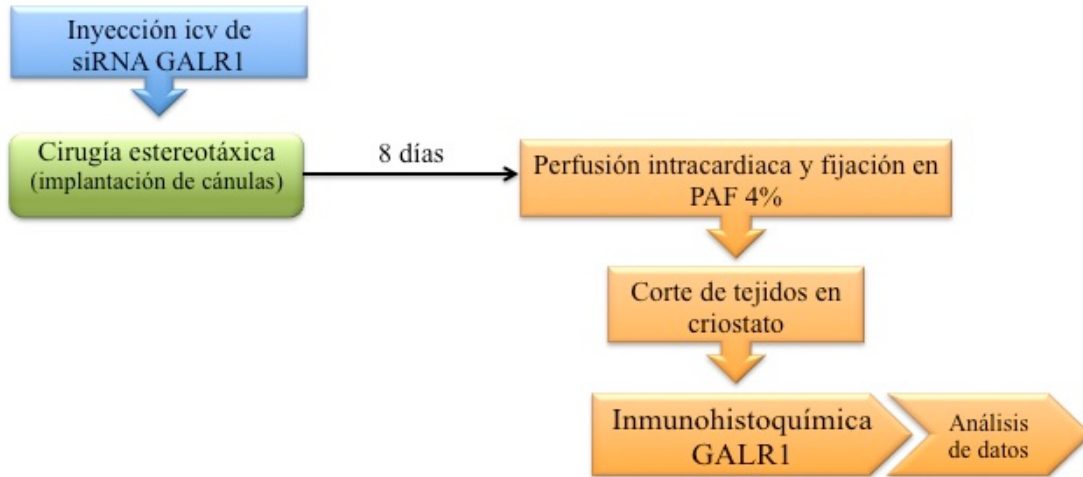 Inyección icv de
siRNA GALR1
Cirugía estereotáxica
(implantación de cánulas)
8 días
Perfusión intracardiaca y fijación en
PAF 4%
Corte de tejidos en
criostato
Inmunohistoquímica
GALR1
Análisis
de datos